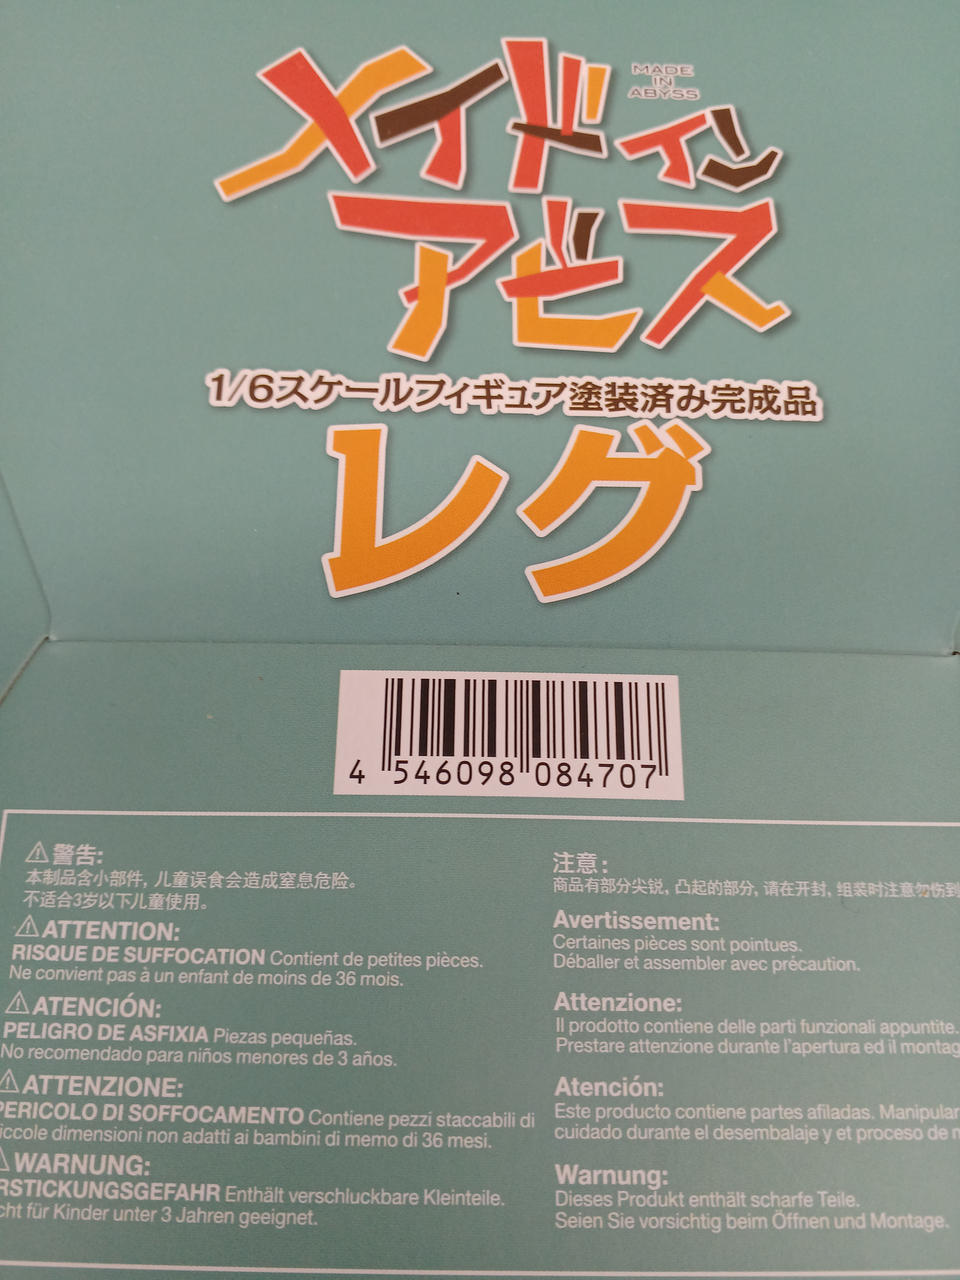 メイドイン
MADE
IN
ABYSS
アビス
1/6スケールフィギュア塗装済み完成品
レグ
4 546098 084707
警告:
本制品含小部件, 儿童误食会造成窒息危险。
不适合3岁以下儿童使用。
ATTENTION:
RISQUE DE SUFFOCATION Contient de petites pièces.
Ne convient pas à un enfant de moins de 36 mois.
ATENCIÓN:
PELIGRO DE ASFIXIA Piezas pequeñas.
No recomendado para niños menores de 3 años.
ATTENZIONE:
PERICOLO DI SOFFOCAMENTO Contiene pezzi staccabili di
iccole dimensioni non adatti ai bambini di memo di 36 mesi.
WARNUNG:
RSTICKUNGSGEFAHR Enthält verschluckbare Kleinteile.
cht für Kinder unter 3 Jahren geeignet.
注意:
商品有部分尖锐, 凸起的部分, 请在开封, 组装时注意勿伤到
Avertissement:
Certaines pièces sont pointues.
Déballer et assembler avec précaution.
Attenzione:
Il prodotto contiene delle parti funzionali appuntite.
Prestare attenzione durante l'apertura ed il montag
Atención:
Este producto contiene partes afiladas. Manipular
cuidado durante el desembalaje y et proceso de
Warnung:
Dieses Produkt enthält scharfe Teile.
Seien Sie vorsichtig beim Öffnen und Montage.